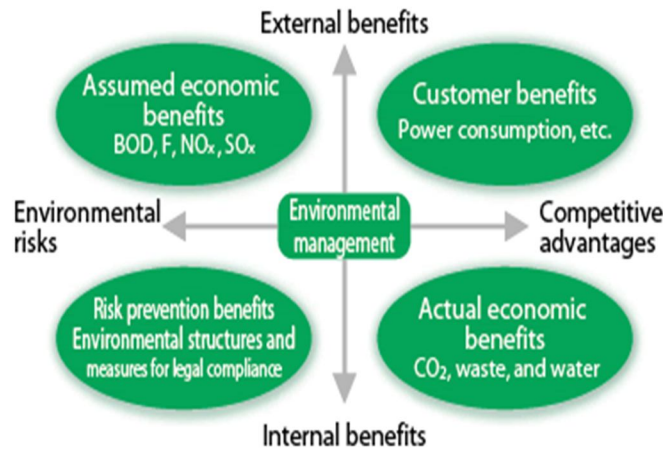 External benefits
Assumed economic
benefits
BOD, F, NOₓ, SOₓ
Customer benefits
Power consumption, etc.
Environmental
risks
Environmental
management
Competitive
advantages
Risk prevention benefits
Environmental structures and
measures for legal compliance
Actual economic
benefits
CO₂, waste, and water
Internal benefits